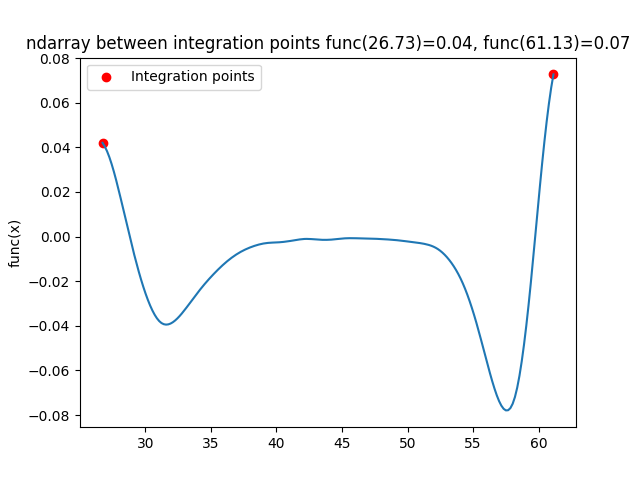 ndarray between integration points func(26.73)=0.04, func(61.13)=0.07
Integration points
func(x)
0.08
0.06
0.04
0.02
0.00
−0.02
−0.04
−0.06
−0.08
30 35 40 45 50 55 60